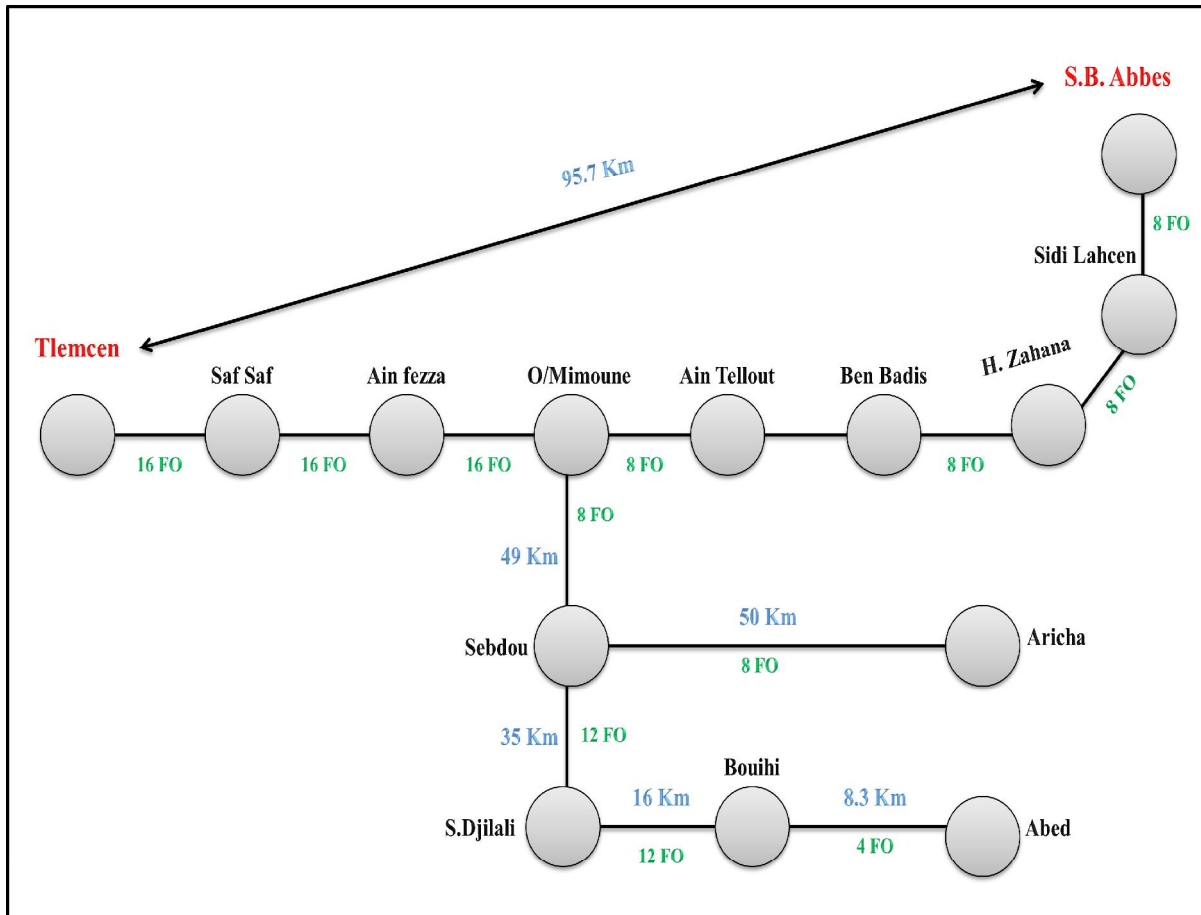 S.B. Abbes
95.7 Km
8 FO
Sidi Lahcen
Tlemcen
H. Zahana
Saf Saf
Ain fezza
O/Mimoune
Ain Tellout
Ben Badis
8 FO
16 FO
16 FO
16 FO
8 FO
8 FO
8 FO
49 Km
50 Km
Sebdou
Aricha
8 FO
35 Km
12 FO
Bouihi
16 Km
8.3 Km
S.Djilali
Abed
12 FO
4 FO